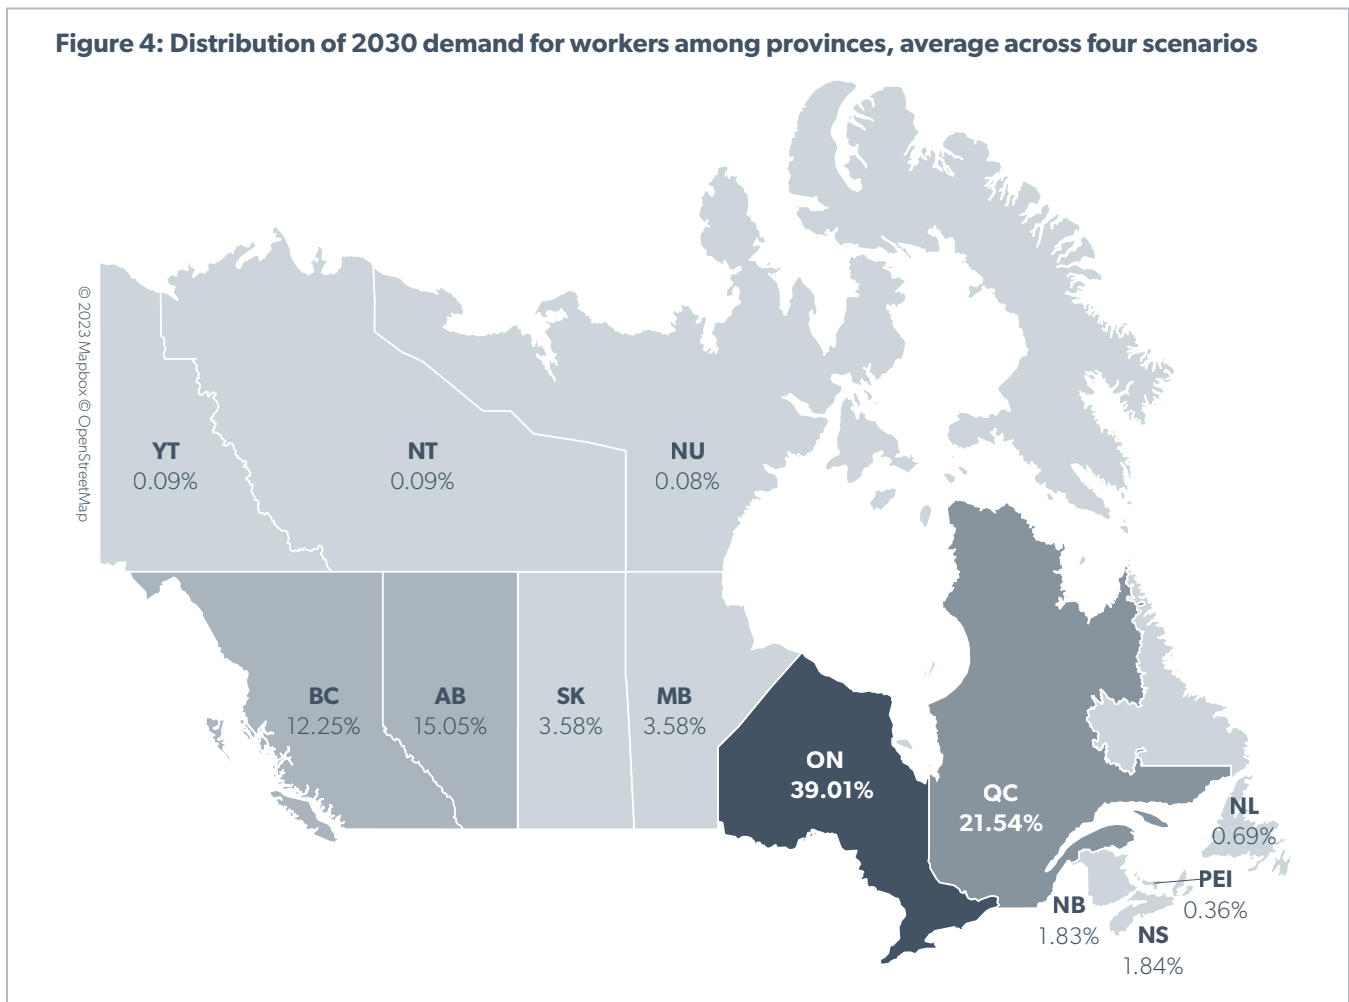 Figure 4: Distribution of 2030 demand for workers among provinces, average across four scenarios
© 2023 Mapbox © OpenStreetMap
YT
0.09%
NT
0.09%
NU
0.08%
BC
12.25%
AB
15.05%
SK
3.58%
MB
3.58%
ON
39.01%
QC
21.54%
NL
0.69%
PEI
0.36%
NB
1.83%
NS
1.84%